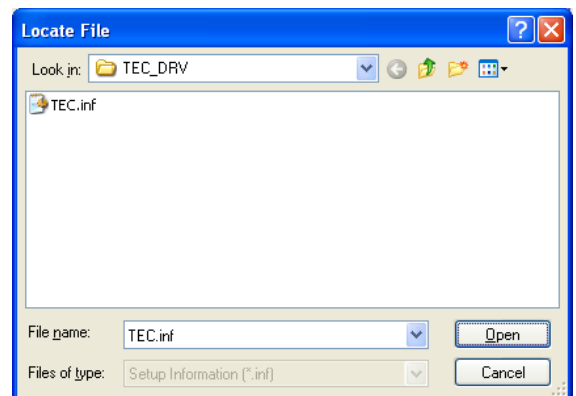 Locate File
Look in: TEC_DRV
TEC.inf
File name: TEC.inf Open
Files of type: Setup Information (*.inf) Cancel